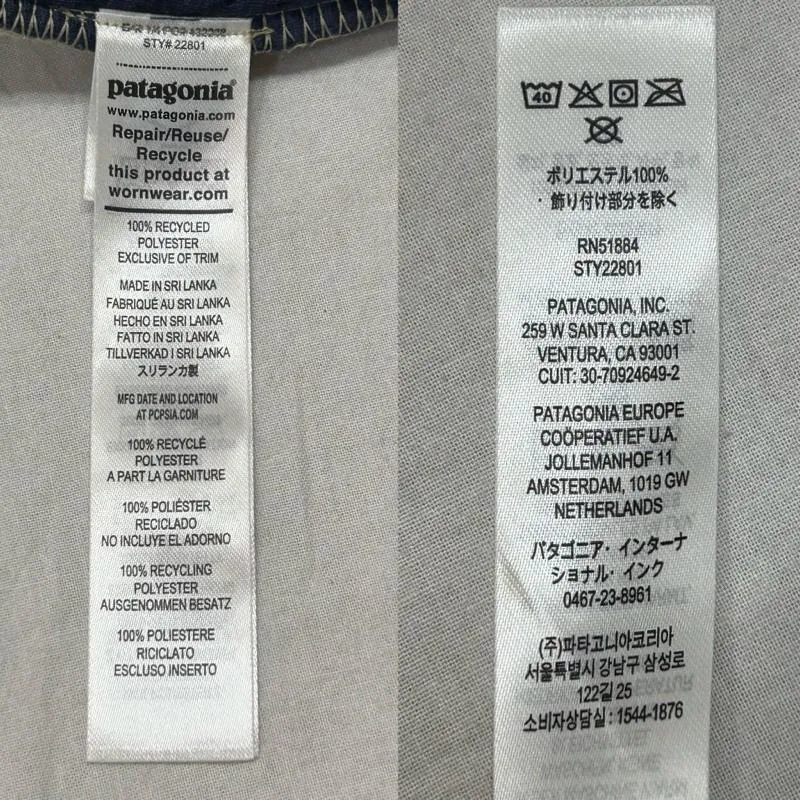 STY# 22801
patagonia®
www.patagonia.com
Repair/Reuse/
Recycle
this product at
wornwear.com
100% RECYCLED
POLYESTER
EXCLUSIVE OF TRIM
MADE IN SRI LANKA
FABRIQUÉ AU SRI LANKA
HECHO EN SRI LANKA
FATTO IN SRI LANKA
TILLVERKAD I SRI LANKA
スリランカ製
MFG DATE AND LOCATION
AT PCPSIA.COM
100% RECYCLÉ
POLYESTER
A PART LA GARNITURE
100% POLIÉSTER
RECICLADO
NO INCLUYE EL ADORNO
100% RECYCLING
POLYESTER
AUSGENOMMEN BESATZ
100% POLIESTERE
RICICLATO
ESCLUSO INSERTO
40
ポリエステル100%
・飾り付け部分を除く
RN51884
STY22801
PATAGONIA, INC.
259 W SANTA CLARA ST.
VENTURA, CA 93001
CUIT: 30-70924649-2
PATAGONIA EUROPE
COÖPERATIEF U.A.
JOLLEMANHOF 11
AMSTERDAM, 1019 GW
NETHERLANDS
パタゴニア・インターナ
ショナル・インク
0467-23-8961
(주)파타고니아코리아
서울특별시 강남구 삼성로
122길 25
소비자상담실 : 1544-1876